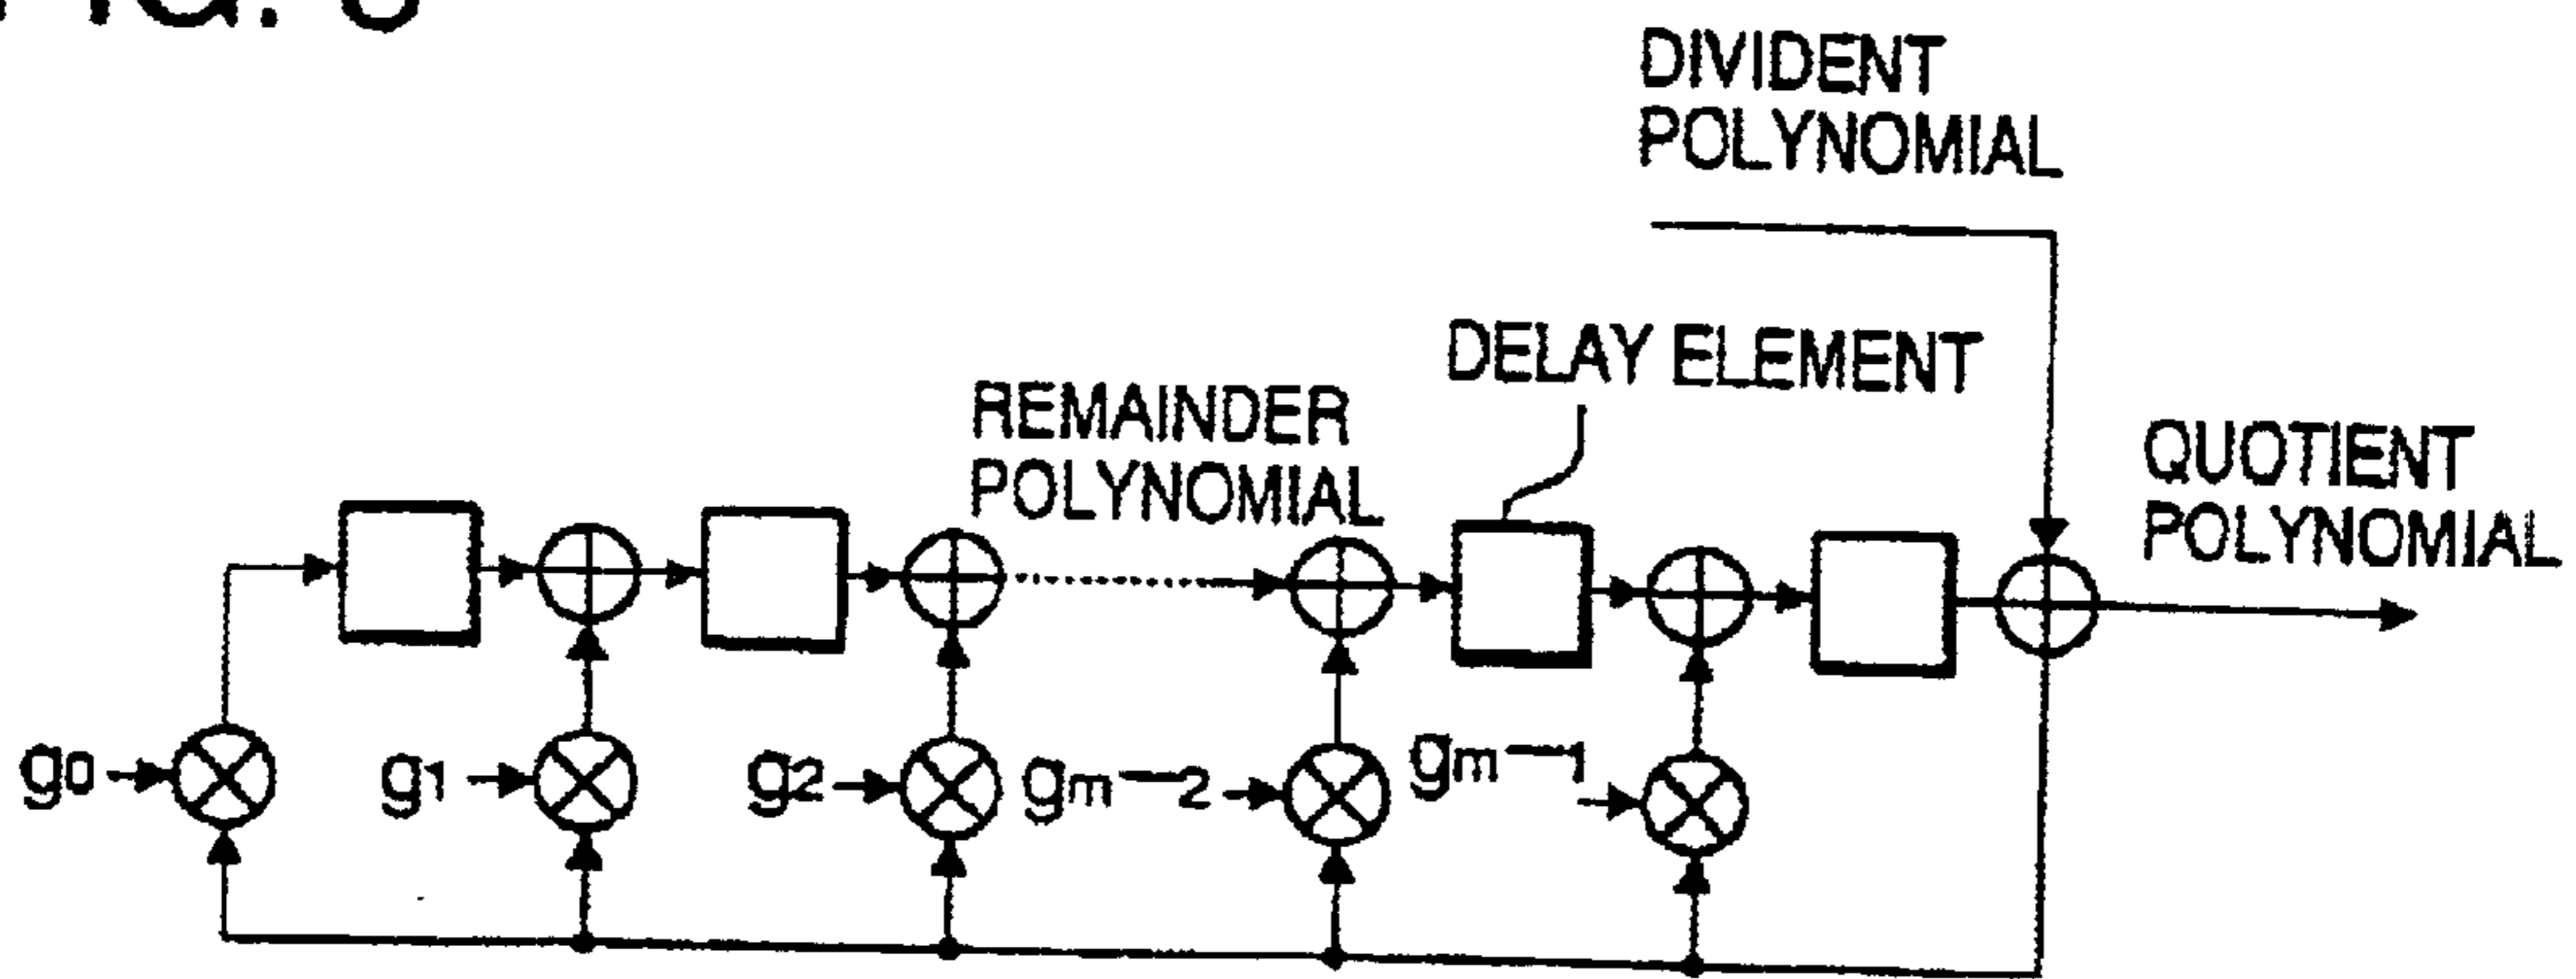 DIVIDENT
POLYNOMIAL
DELAY ELEMENT
REMAINDER
POLYNOMIAL
QUOTIENT
POLYNOMIAL
g0
g1
g2
gm-2
gm-1